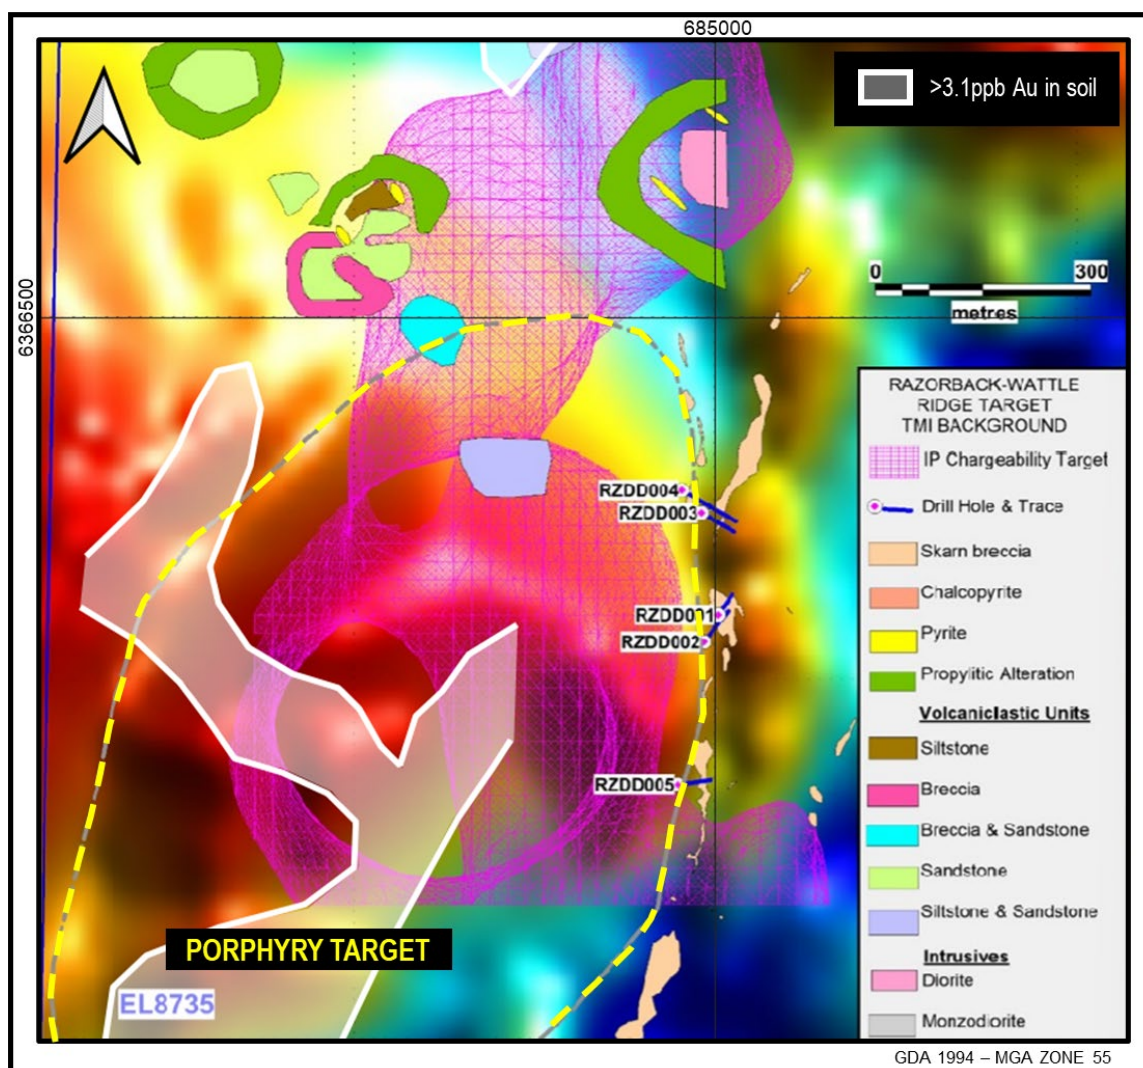 685000
>3.1ppb Au in soil
6366500
0 300
metres
RAZORBACK-WATTLE
RIDGE TARGET
TMI BACKGROUND
IP Chargeability Target
Drill Hole & Trace
Skarn breccia
Chalcopyrite
Pyrite
Propylitic Alteration
Volcaniclastic Units
Siltstone
Breccia
Breccia & Sandstone
Sandstone
Siltstone & Sandstone
Intrusives
Diorite
Monzodiorite
RZDD004
RZDD003
RZDD001
RZDD002
RZDD005
PORPHYRY TARGET
EL8735
GDA 1994 – MGA ZONE 55